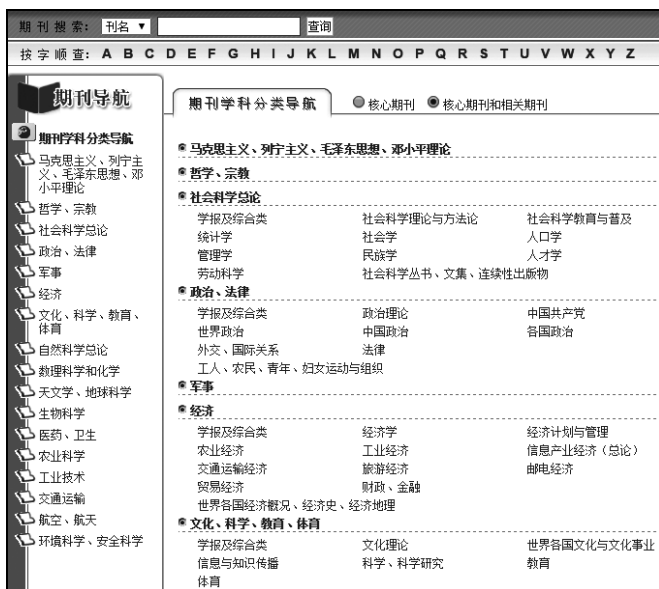 期刊搜索: 刊名 ▼ 查询
按字顺查: A B C D E F G H I J K L M N O P Q R S T U V W X Y Z
期刊导航
期刊学科分类导航
马克思主义、列宁主
义、毛泽东思想、邓
小平理论
哲学、宗教
社会科学总论
政治、法律
军事
经济
文化、科学、教育、
体育
自然科学总论
数理科学和化学
天文学、地球科学
生物科学
医药、卫生
农业科学
工业技术
交通运输
航空、航天
环境科学、安全科学
期刊学科分类导航 核心期刊 核心期刊和相关期刊
马克思主义、列宁主义、毛泽东思想、邓小平理论
哲学、宗教
社会科学总论
学报及综合类 社会科学理论与方法论 社会科学教育与普及
统计学 社会学 人口学
管理学 民族学 人才学
劳动科学 社会科学丛书、文集、连续性出版物
政治、法律
学报及综合类 政治理论 中国共产党
世界政治 中国政治 各国政治
外交、国际关系 法律
工人、农民、青年、妇女运动与组织
军事
经济
学报及综合类 经济学 经济计划与管理
农业经济 工业经济 信息产业经济（总论）
交通运输经济 旅游经济 邮电经济
贸易经济 财政、金融
世界各国经济概况、经济史、经济地理
文化、科学、教育、体育
学报及综合类 文化理论 世界各国文化与文化事业
信息与知识传播 科学、科学研究 教育
体育